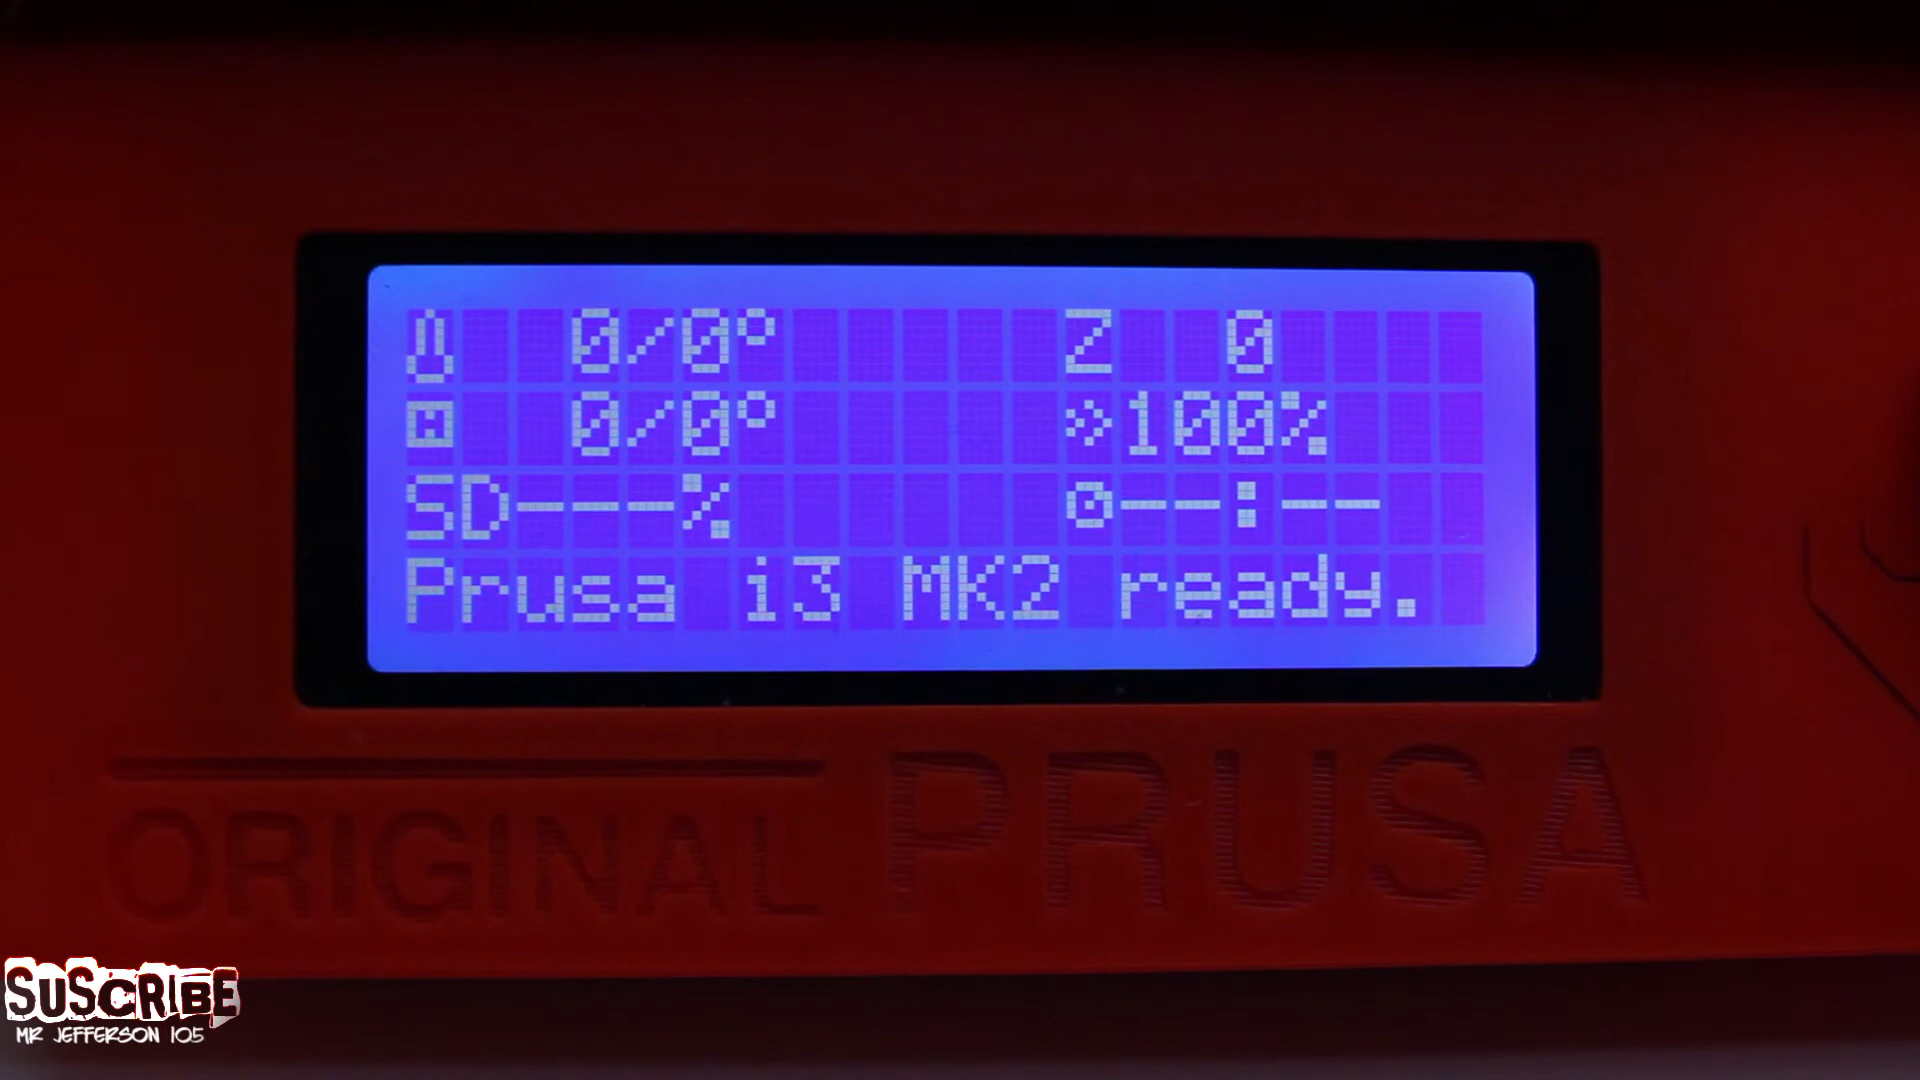 0/0° Z 0
0/0° 100%
SD---% --:--
Prusa i3 MK2 ready.
ORIGINAL PRUSA
SUSCRIBE
MR JEFFERSON 105